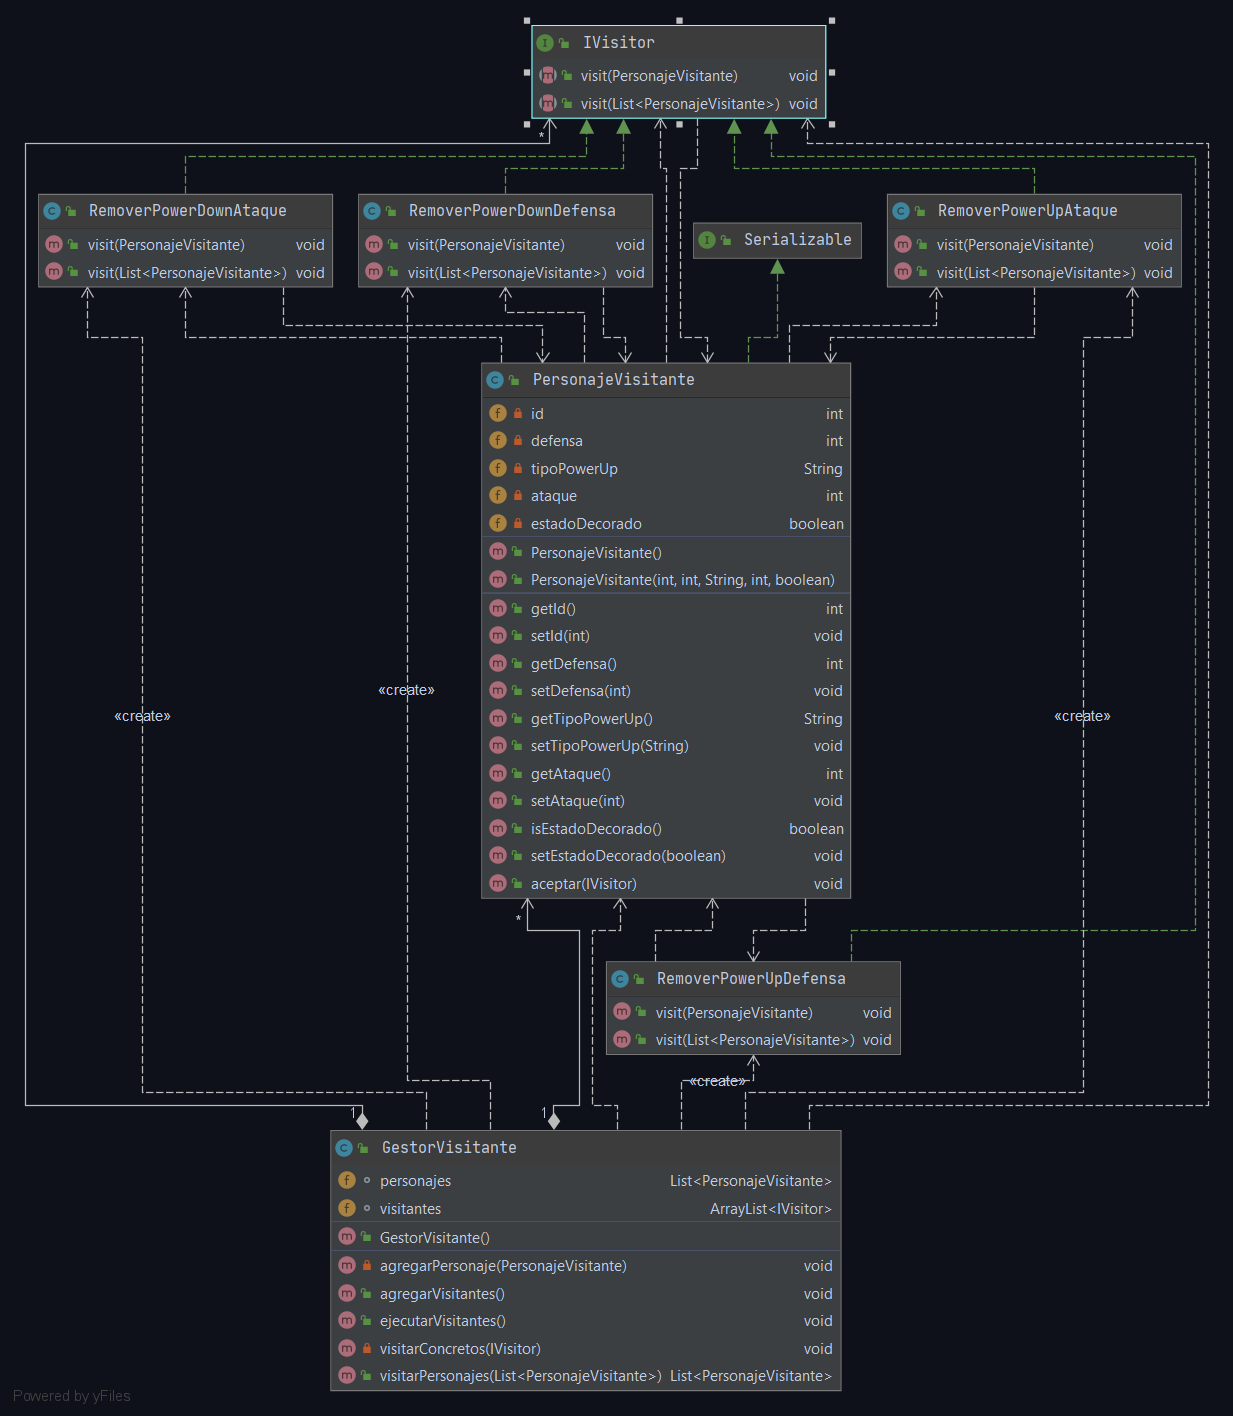 IVisitor
visit(PersonajeVisitante) void
visit(List<PersonajeVisitante>) void
*
RemoverPowerDownAtaque
visit(PersonajeVisitante) void
visit(List<PersonajeVisitante>) void
RemoverPowerDownDefensa
visit(PersonajeVisitante) void
visit(List<PersonajeVisitante>) void
Serializable
RemoverPowerUpAtaque
visit(PersonajeVisitante) void
visit(List<PersonajeVisitante>) void
PersonajeVisitante
id int
defensa int
tipoPowerUp String
ataque int
estadoDecorado boolean
PersonajeVisitante()
PersonajeVisitante(int, int, String, int, boolean)
getId() int
setId(int) void
getDefensa() int
setDefensa(int) void
getTipoPowerUp() String
setTipoPowerUp(String) void
getAtaque() int
setAtaque(int) void
isEstadoDecorado() boolean
setEstadoDecorado(boolean) void
aceptar(IVisitor) void
«create»
«create»
«create»
*
RemoverPowerUpDefensa
visit(PersonajeVisitante) void
visit(List<PersonajeVisitante>) void
«create»
1
1
GestorVisitante
personajes List<PersonajeVisitante>
visitantes ArrayList<IVisitor>
GestorVisitante()
agregarPersonaje(PersonajeVisitante) void
agregarVisitantes() void
ejecutarVisitantes() void
visitarConcretos(IVisitor) void
visitarPersonajes(List<PersonajeVisitante>) List<PersonajeVisitante>
Powered by yFiles